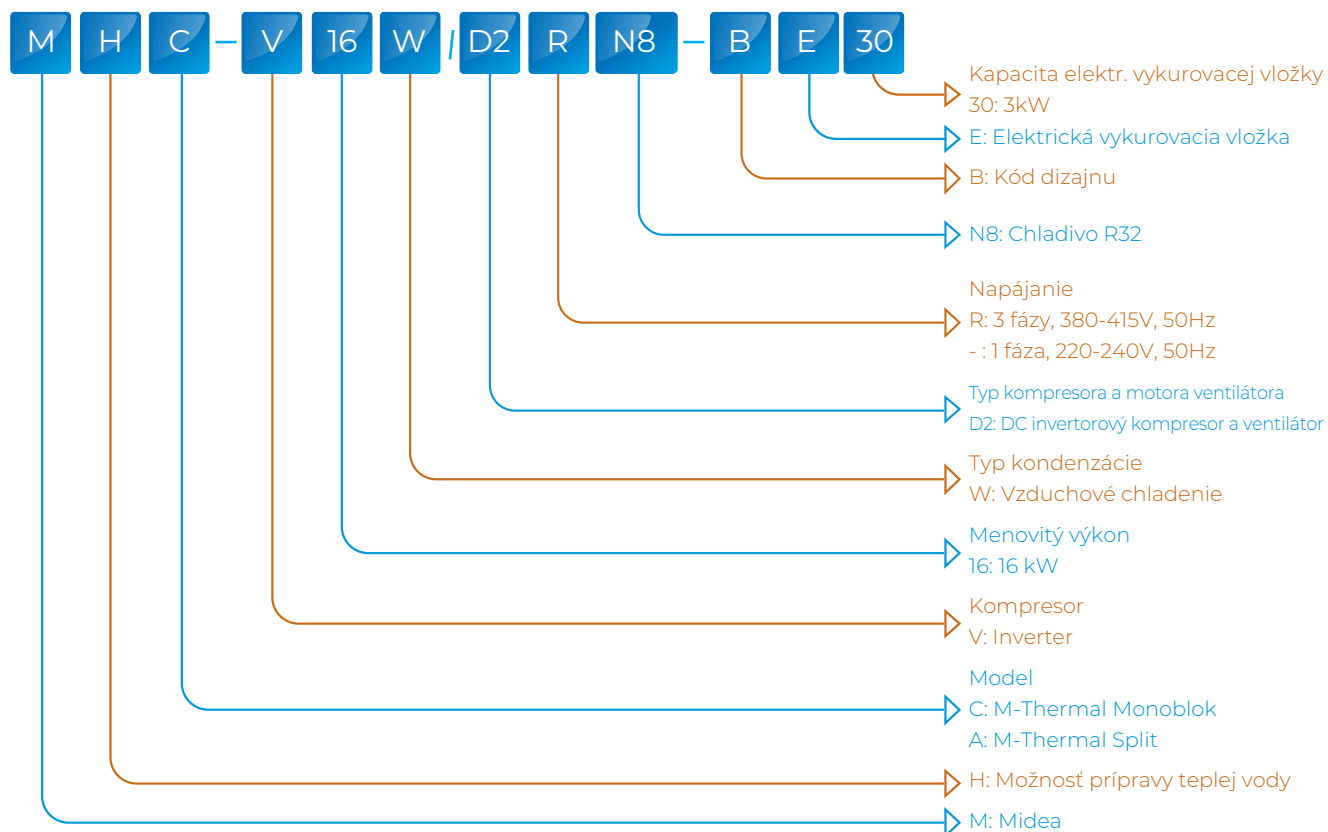 M H C - V 16 W / D2 R N8 - B E 30
Kapacita elektr. vykurovacej vložky
30: 3kW
E: Elektrická vykurovacia vložka
B: Kód dizajnu
N8: Chladivo R32
Napájanie
R: 3 fázy, 380-415V, 50Hz
- : 1 fáza, 220-240V, 50Hz
Typ kompresora a motora ventilátora
D2: DC invertorový kompresor a ventilátor
Typ kondenzácie
W: Vzduchové chladenie
Menovitý výkon
16: 16 kW
Kompresor
V: Inverter
Model
C: M-Thermal Monoblok
A: M-Thermal Split
H: Možnosť prípravy teplej vody
M: Midea